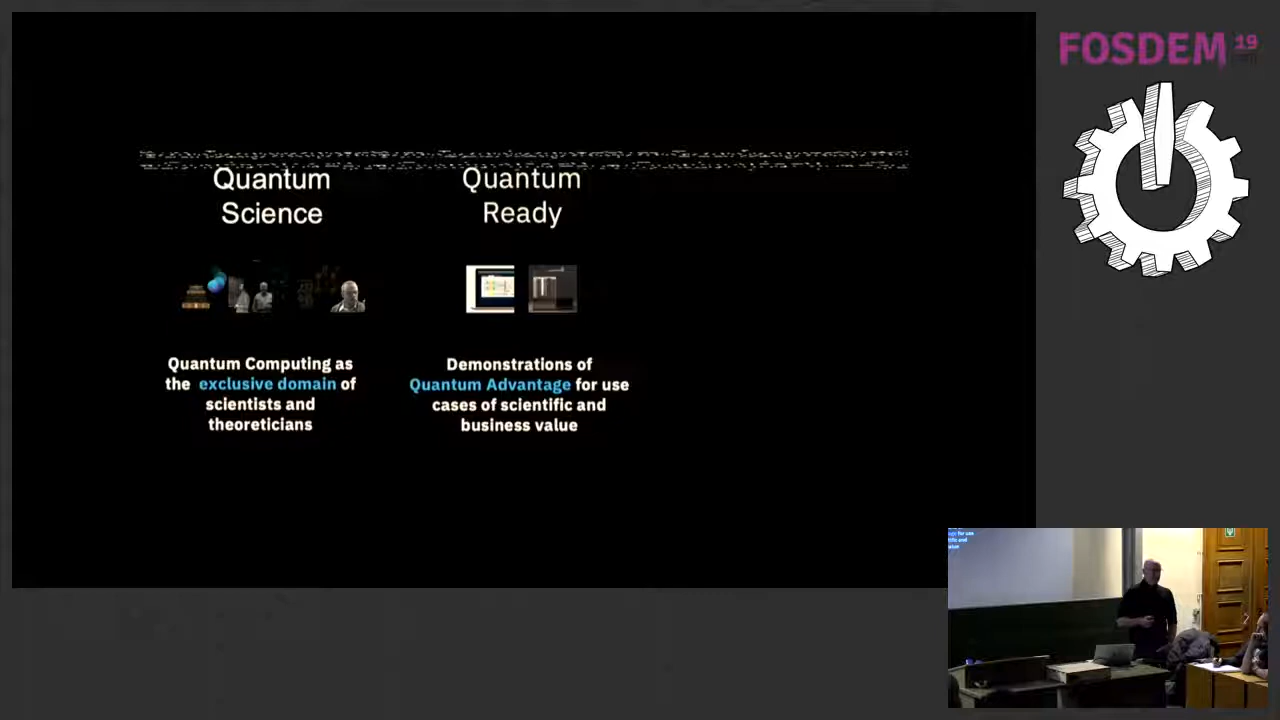 FOSDEM 19
Quantum
Science
Quantum
Ready
Quantum Computing as
the exclusive domain of
scientists and
theoreticians
Demonstrations of
Quantum Advantage for use
cases of scientific and
business value